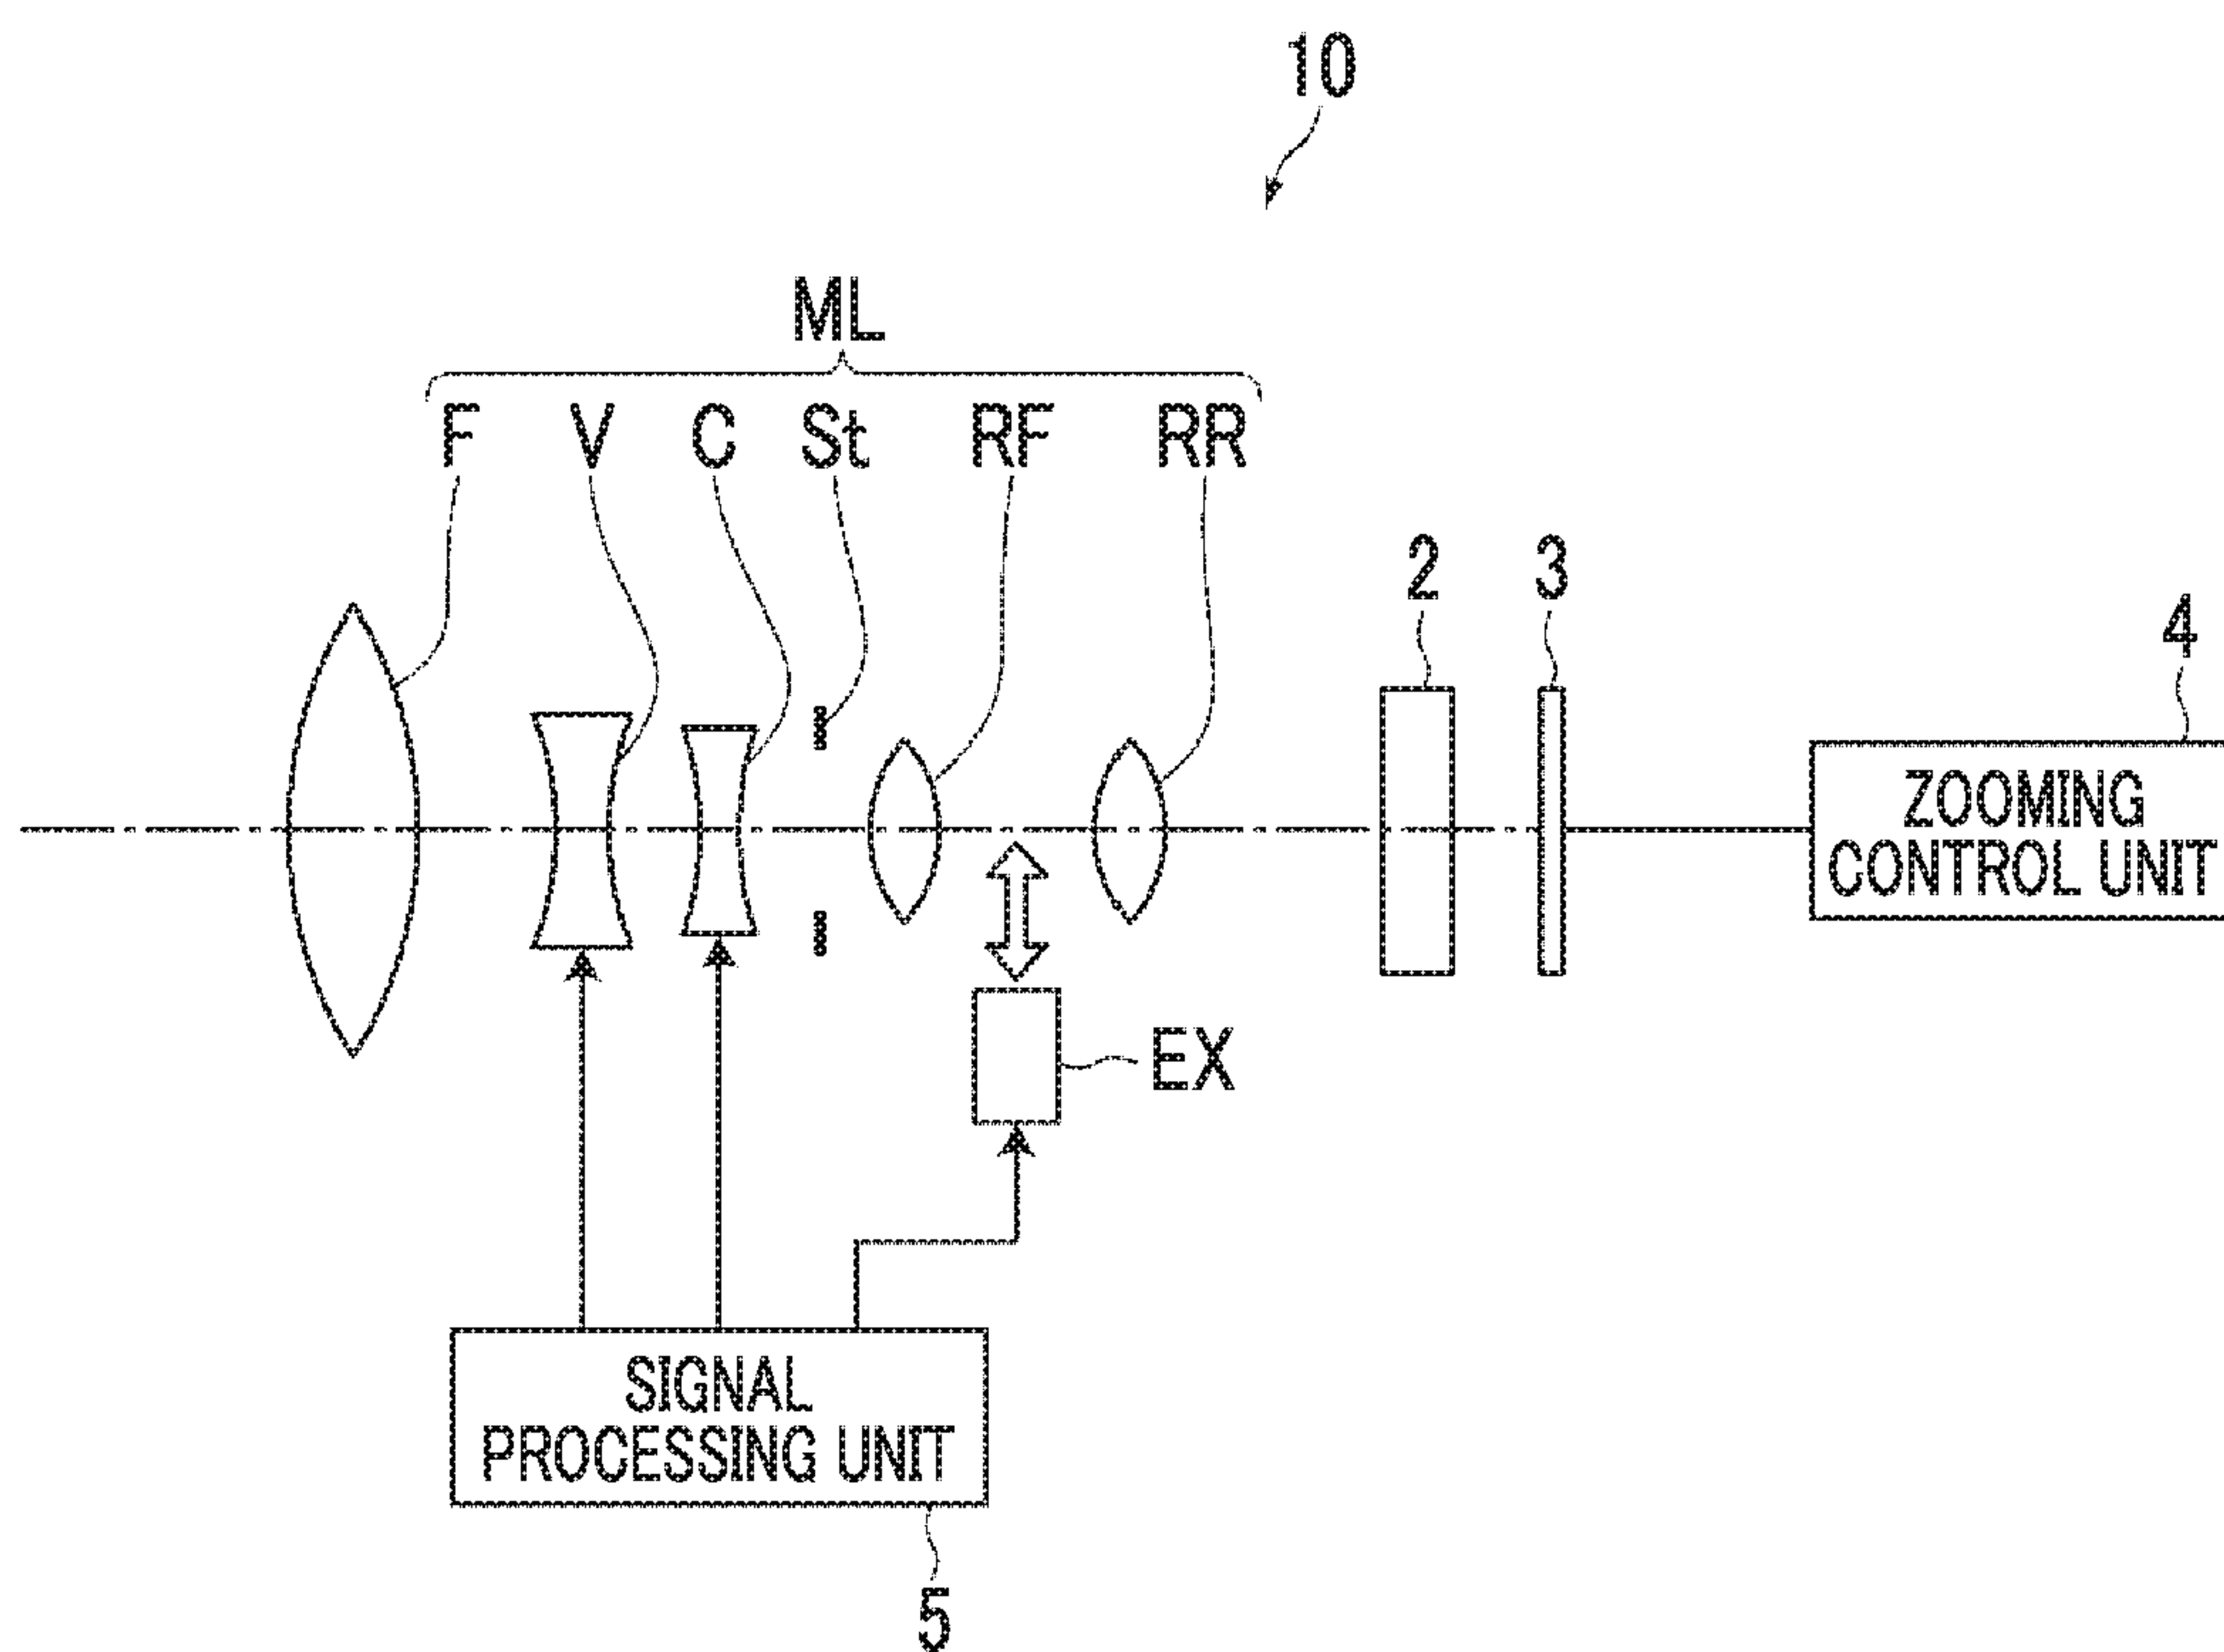 10
ML
F V C St RF RR
2 3
4
ZOOMING
CONTROL UNIT
EX
SIGNAL
PROCESSING UNIT
5